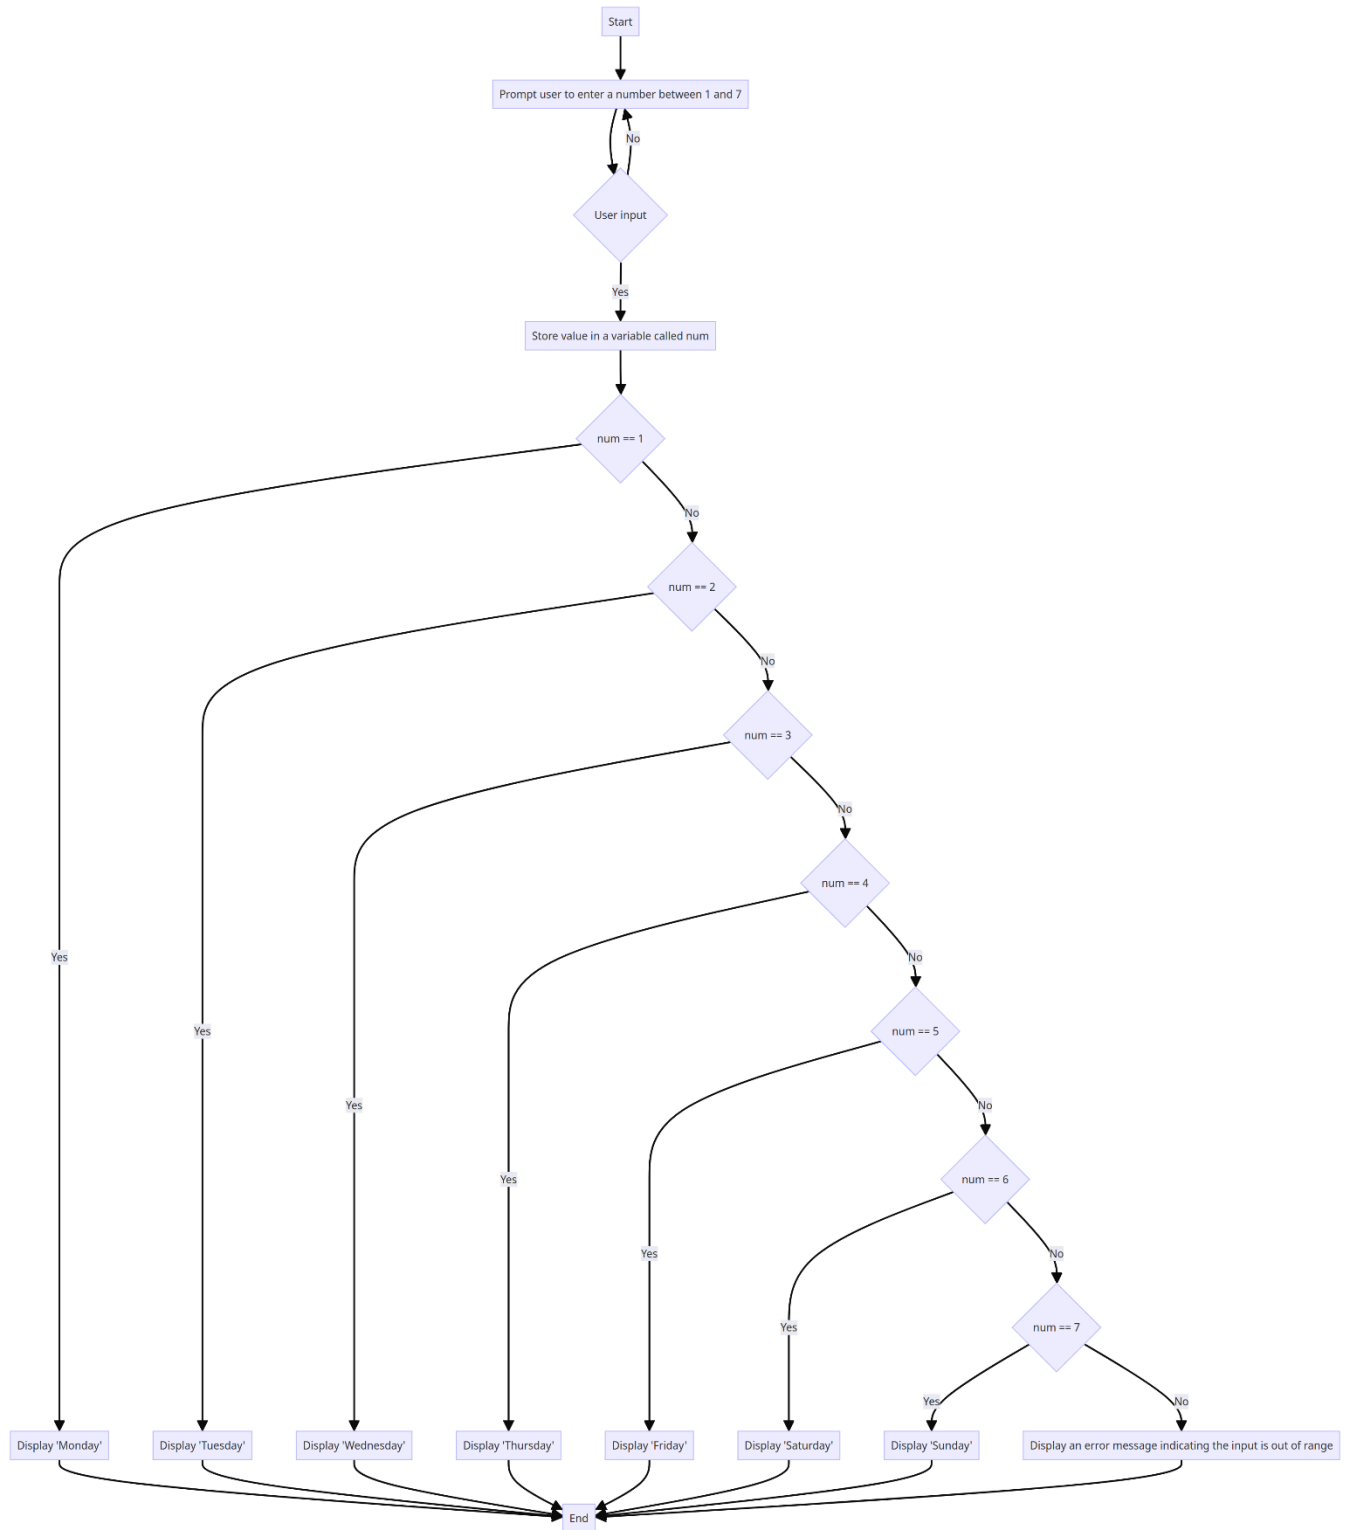 Start
Prompt user to enter a number between 1 and 7
No
User input
Yes
Store value in a variable called num
num == 1
No
num == 2
No
num == 3
No
num == 4
Yes
No
Yes
num == 5
Yes
No
Yes
num == 6
Yes
No
Yes
num == 7
Yes
No
Display 'Monday'
Display 'Tuesday'
Display 'Wednesday'
Display 'Thursday'
Display 'Friday'
Display 'Saturday'
Display 'Sunday'
Display an error message indicating the input is out of range
End